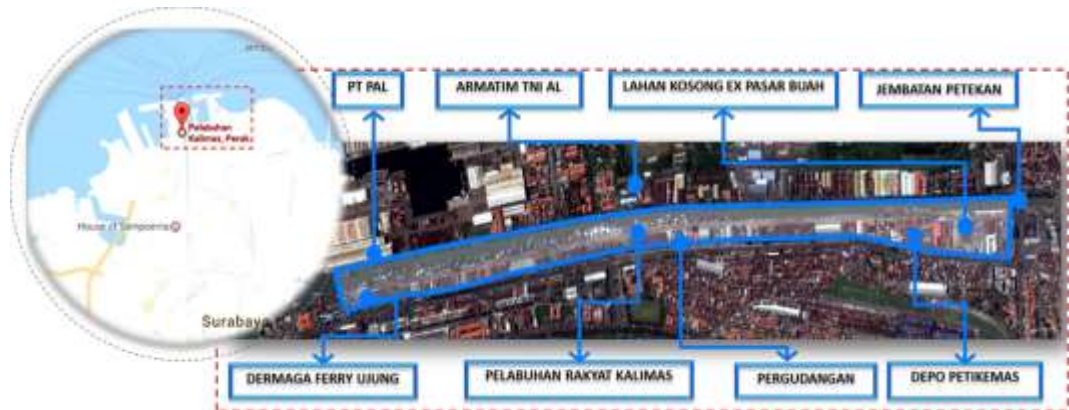 PT PAL
ARMATIM TNI AL
LAHAN KOSONG EX PASAR BUAH
JEMBATAN PETEKAN
Pelabuhan
Kalimas, Perak
House of Sampoerna
Surabaya
DERMAGA FERRY UJUNG
PELABUHAN RAKYAT KALIMAS
PERGUDANGAN
DEPO PETIKEMAS